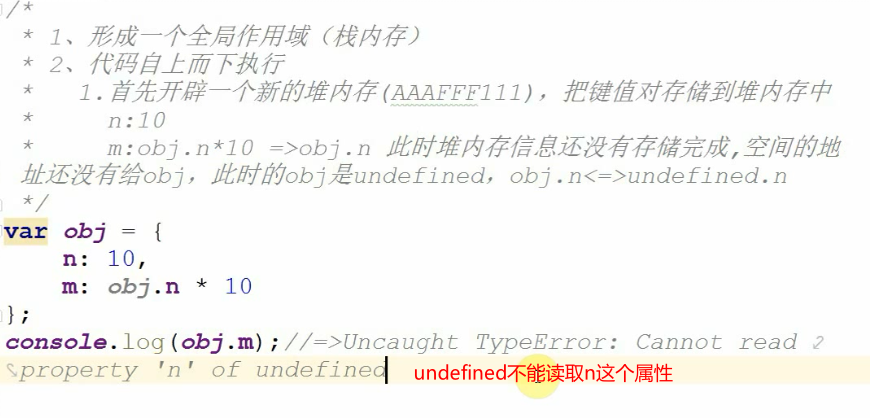 /*
* 1、形成一个全局作用域（栈内存）
* 2、代码自上而下执行
*   1.首先开辟一个新的堆内存(AAAFFF111)，把键值对存储到堆内存中
*     n:10
*     m:obj.n*10 =>obj.n 此时堆内存信息还没有存储完成,空间的地
址还没有给obj，此时的obj是undefined，obj.n<=>undefined.n
*/
var obj = {
    n: 10,
    m: obj.n * 10
};
console.log(obj.m);//=>Uncaught TypeError: Cannot read
property 'n' of undefined undefined不能读取n这个属性